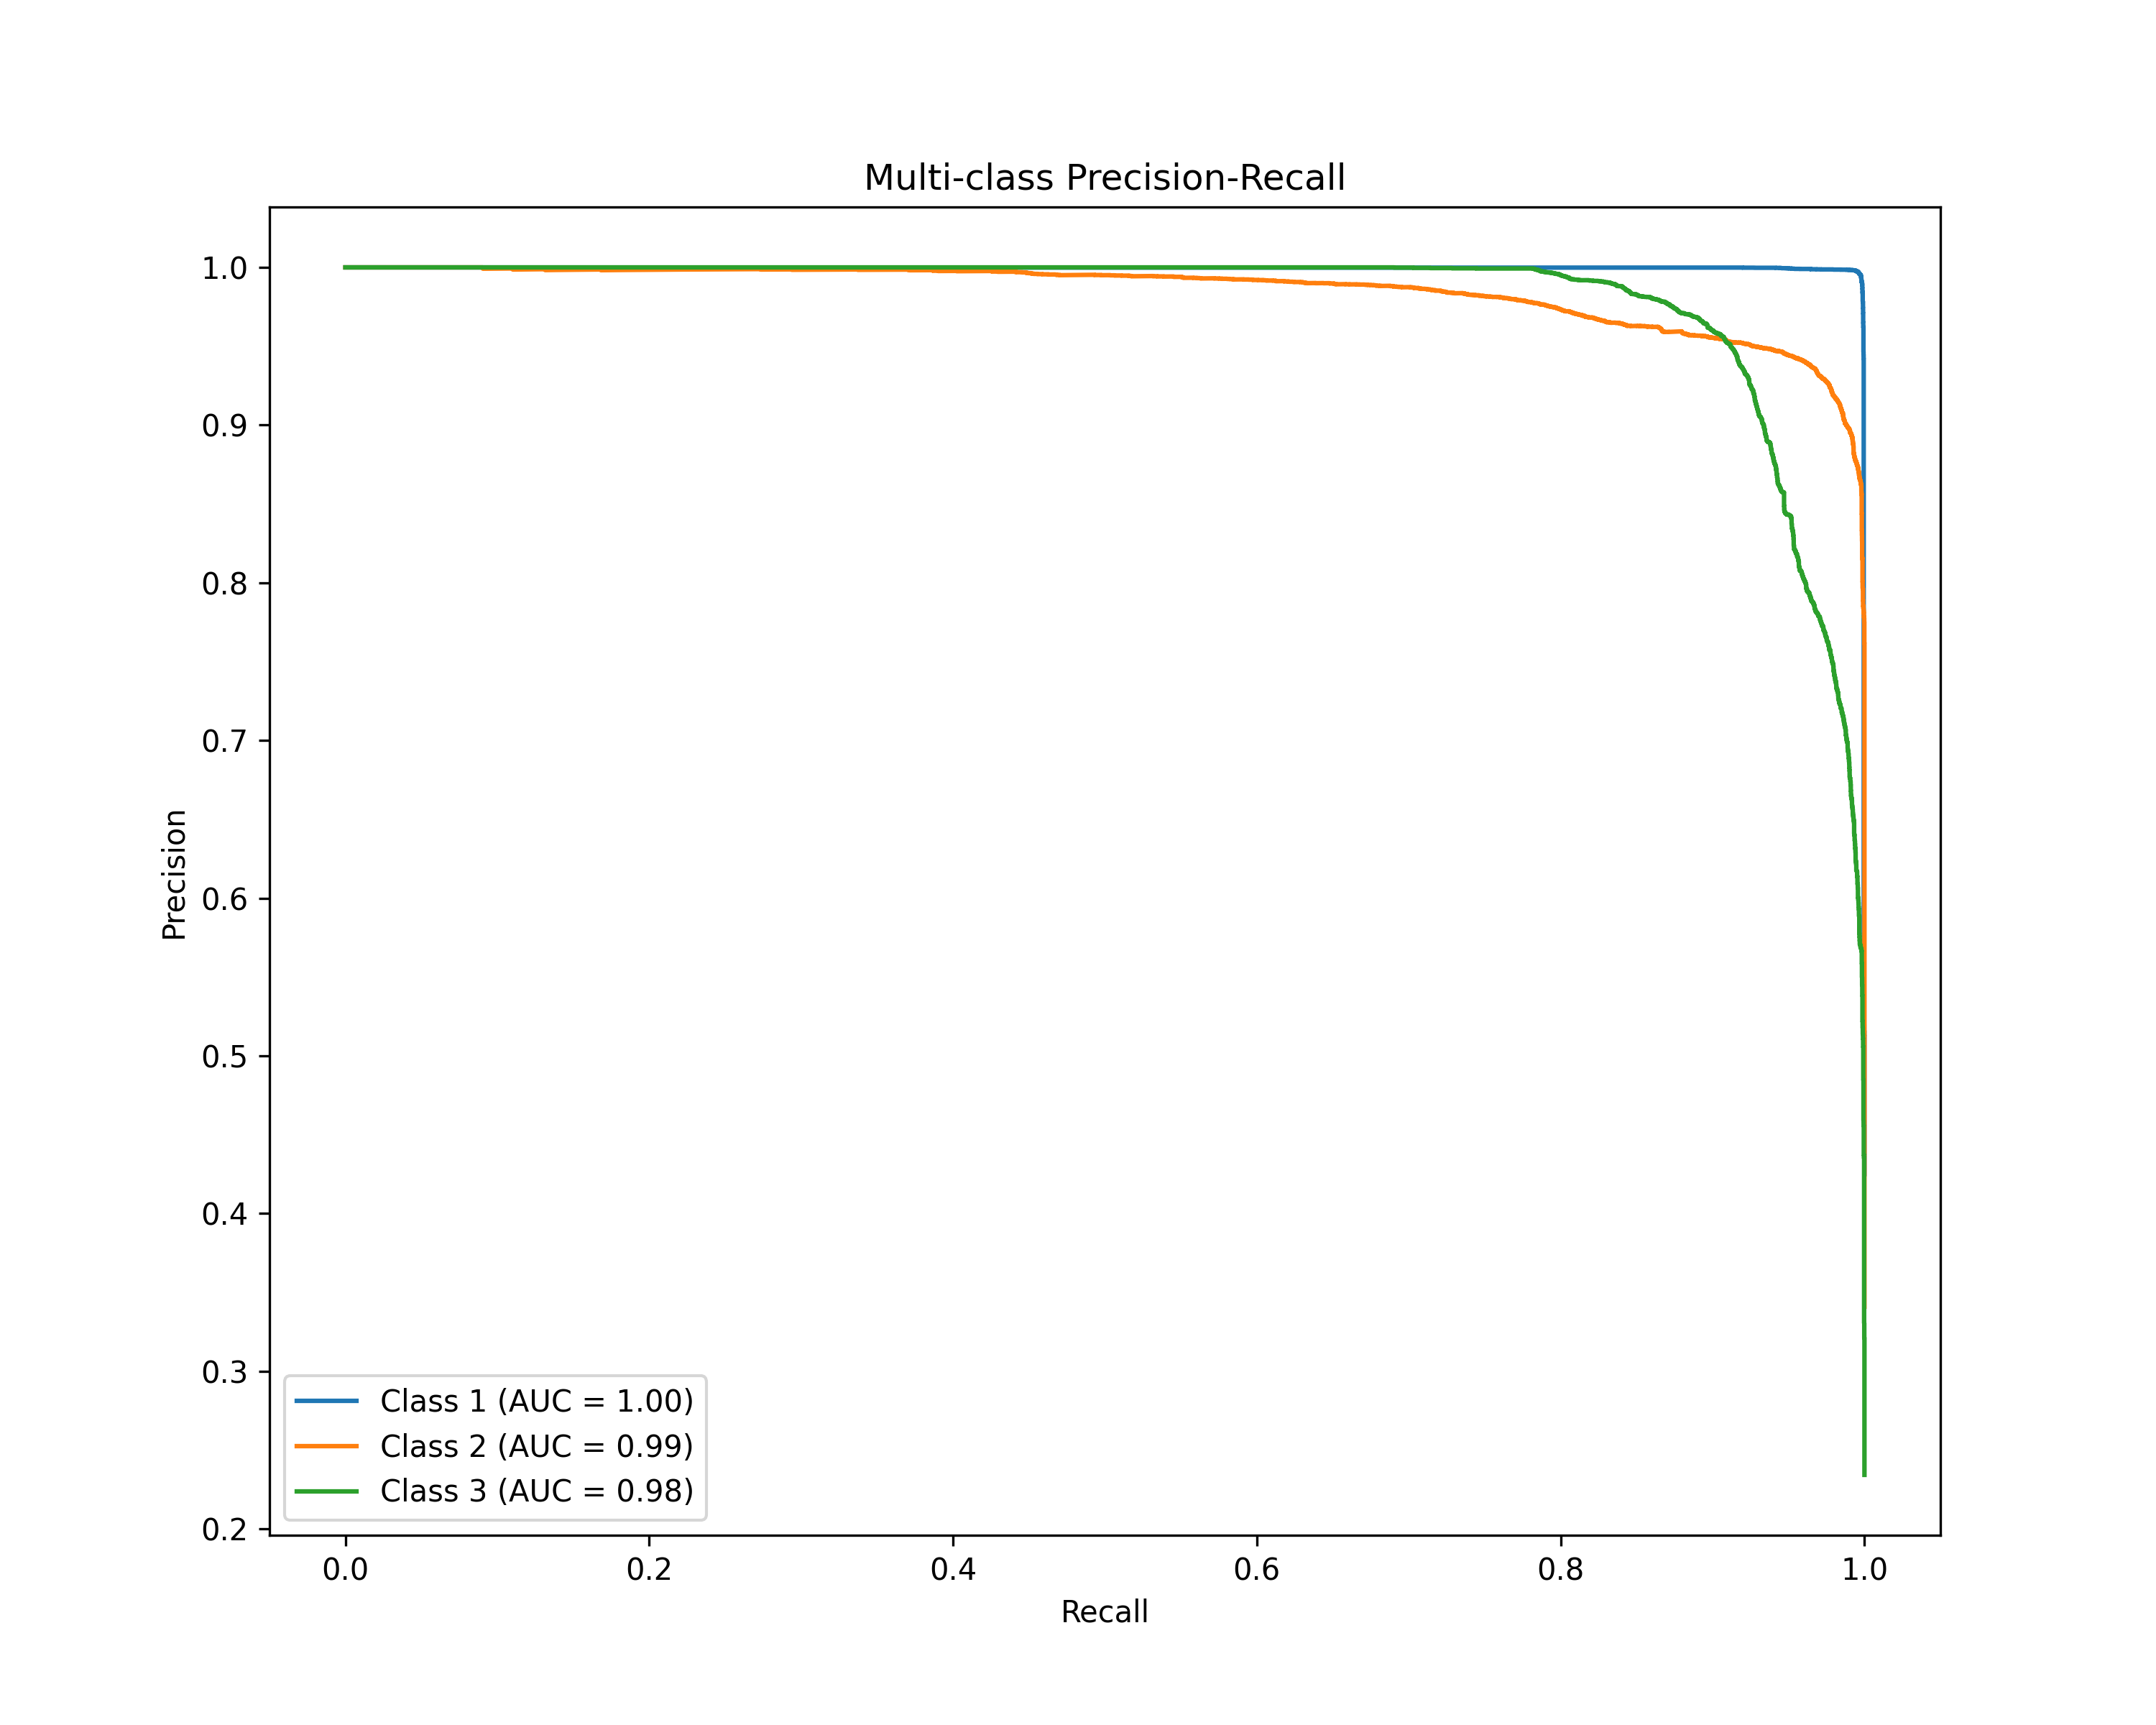 Multi-class Precision-Recall
1.0
0.9
0.8
0.7
0.6
0.5
0.4
0.3
0.2
Precision
Class 1 (AUC = 1.00)
Class 2 (AUC = 0.99)
Class 3 (AUC = 0.98)
0.0 0.2 0.4 0.6 0.8 1.0
Recall